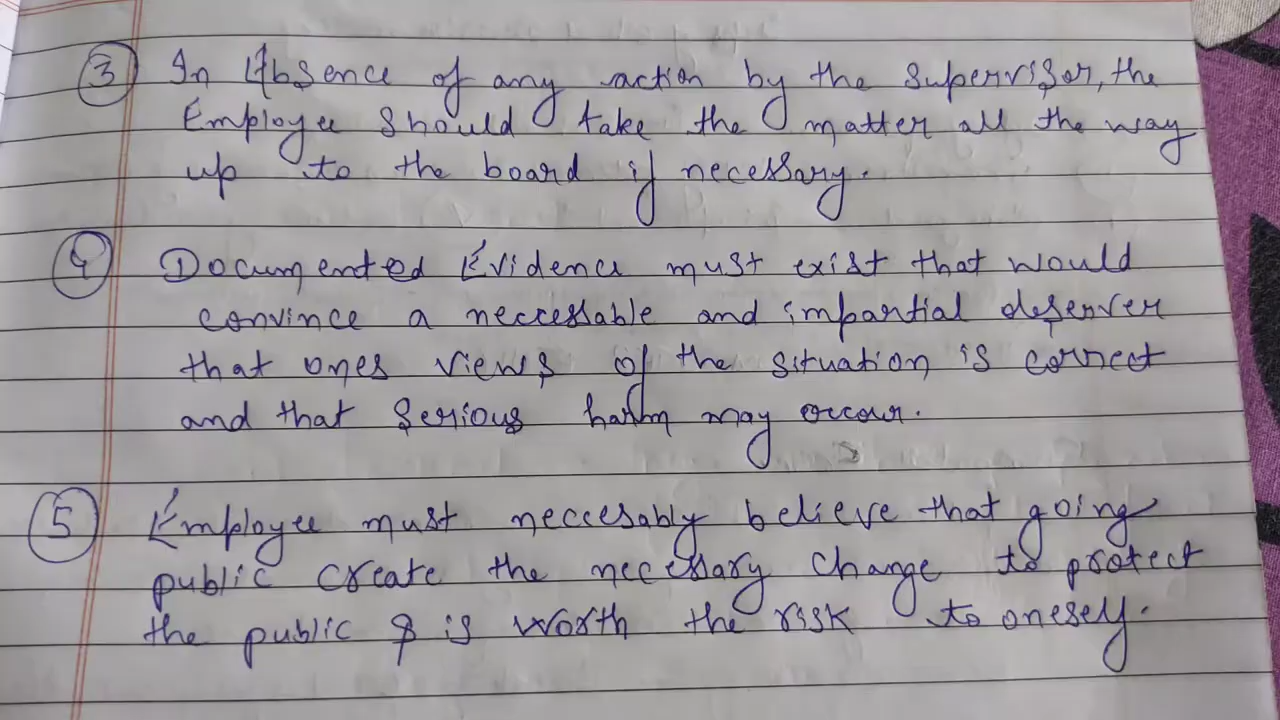 ③ In Absence of any action by the Supervisor, the
Employee should take the matter all the way
up to the board if necessary.
④ Documented Evidence must exist that would
convince a neccessable and impartial deserver
that ones views of the situation is correct
and that Serious harm may occour.
⑤ Employee must neccesably believe that going
public create the necessary change to protect
the public & is worth the risk to oneself.